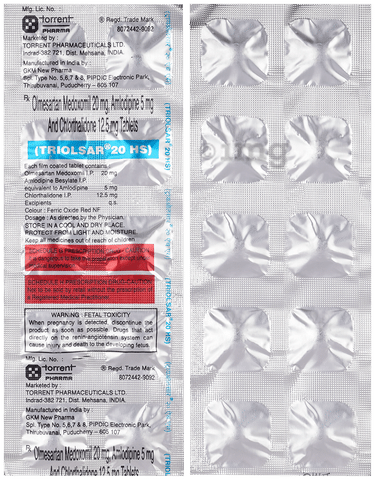 Mfg. Lic. No. :
torrent
PHARMA
® Regd. Trade Mark
8072442-9092
Marketed by :
TORRENT PHARMACEUTICALS LTD.
Indrad-382 721, Dist. Mehsana, INDIA.
Manufactured in India by :
GKM New Pharma
Spl. Type No. 5,6,7 & 8, PIPDIC Electronic Park,
Thirubuvanai, Puducherry – 605 107
Olmesartan Medoxomil 20 mg, Amlodipine 5 mg
And Chlorthalidone 12.5 mg Tablets
(TRIOLSAR® 20 HS)
Each film coated tablet contains :
Olmesartan Medoxomil I.P. 20 mg
Amlodipine Besylate I.P.
equivalent to Amlodipine 5 mg
Chlorthalidone I.P. 12.5 mg
Excipients q.s.
Colour : Ferric Oxide Red NF
Dosage : As directed by the Physician.
STORE IN A COOL AND DRY PLACE.
PROTECT FROM LIGHT AND MOISTURE.
Keep all medicines out of reach of children
WARNING : FETAL TOXICITY
When pregnancy is detected, discontinue the
product as soon as possible. Drugs that act
directly on the renin-angiotensin system can
cause injury and death to the developing fetus.
Mfg. Lic. No. :
torrent
PHARMA
® Regd. Trade Mark
8072442-9092
Marketed by :
TORRENT PHARMACEUTICALS LTD.
Indrad-382 721, Dist. Mehsana, INDIA.
Manufactured in India by :
GKM New Pharma
Spl. Type No. 5,6,7 & 8, PIPDIC Electronic Park,
Thirubuvanai, Puducherry – 605 107
Olmesartan Medoxomil 20 mg, Amlodipine 5 mg
And Chlorthalidone 12.5 mg Tablets